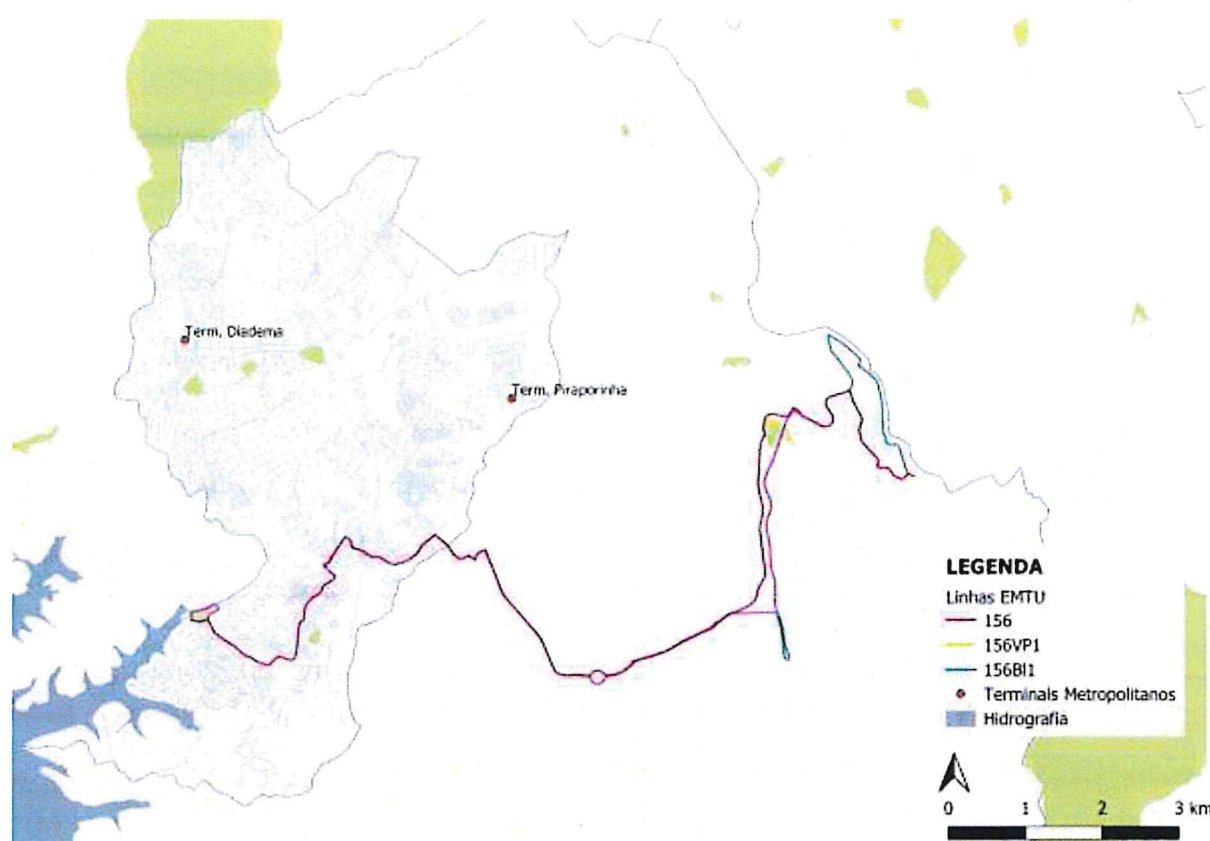 Term. Diadema
Term. Piraporinha
LEGENDA
Linhas EMTU
156
156VP1
156BI1
Terminais Metropolitanos
Hidrografia
0 1 2 3 km